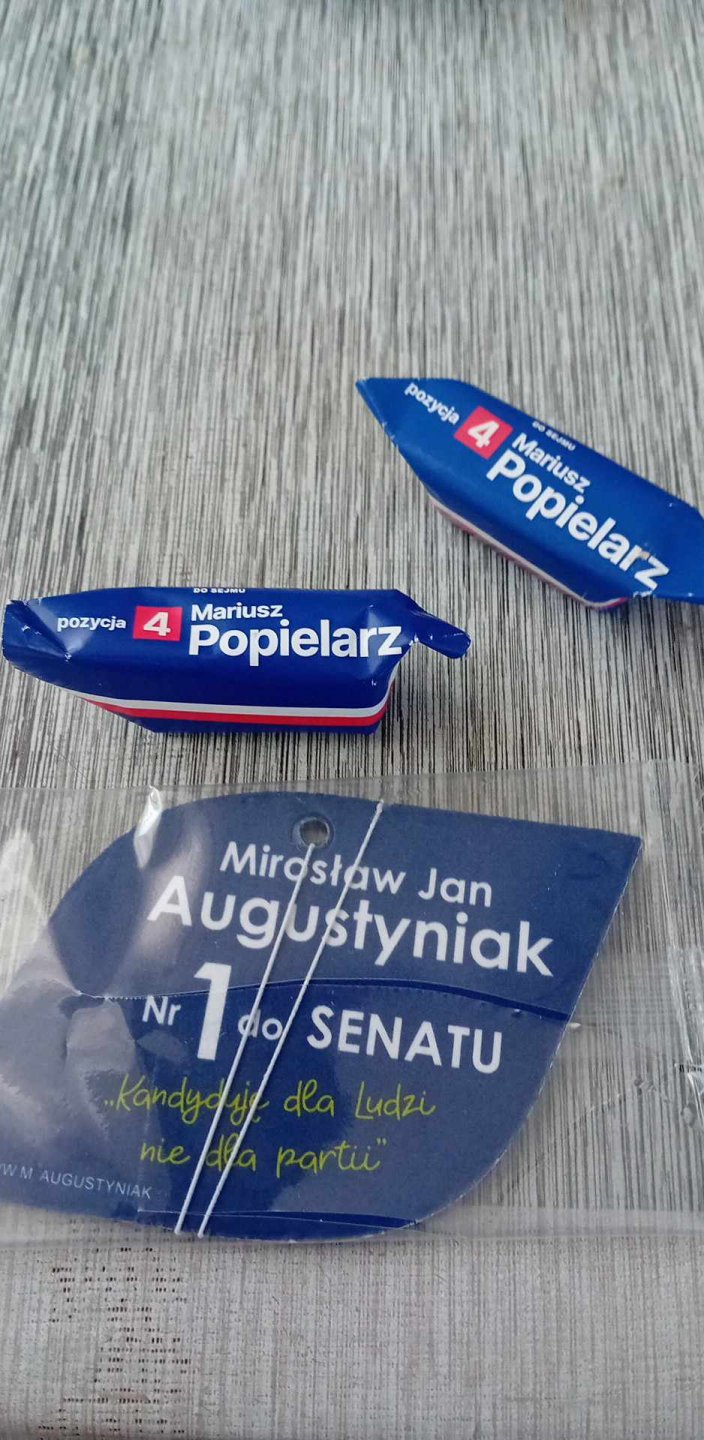 pozycja 4
DO SEJMU
Mariusz
Popielarz
pozycja 4
DO SEJMU
Mariusz
Popielarz
Mirosław Jan
Augustyniak
Nr 1 do SENATU
„Kandyduję dla Ludzi
nie dla partii”
M AUGUSTYNIAK